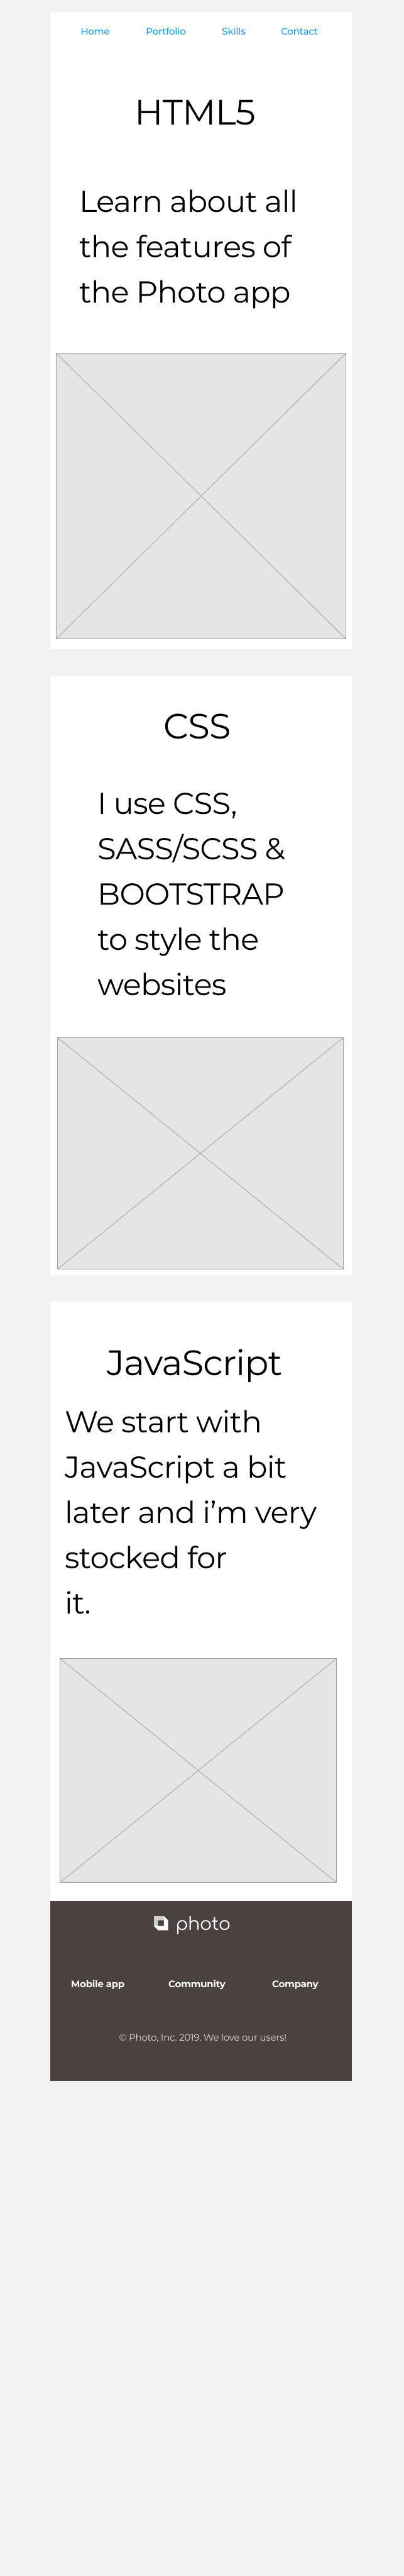 Home Portfolio Skills Contact
HTML5
Learn about all
the features of
the Photo app
CSS
I use CSS,
SASS/SCSS &
BOOTSTRAP
to style the
websites
JavaScript
We start with
JavaScript a bit
later and i’m very
stocked for
it.
photo
Mobile app Community Company
© Photo, Inc. 2019. We love our users!